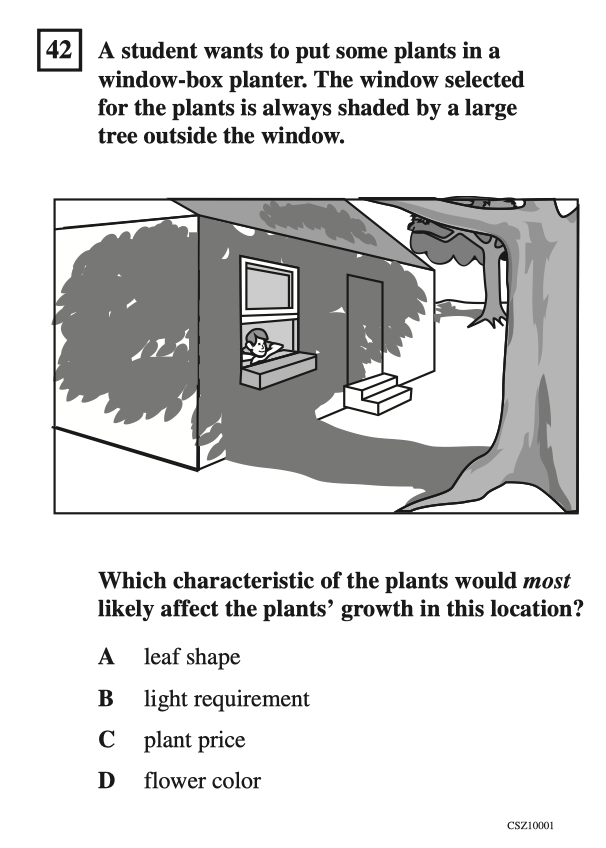 42 A student wants to put some plants in a
window-box planter. The window selected
for the plants is always shaded by a large
tree outside the window.
Which characteristic of the plants would most
likely affect the plants’ growth in this location?
A leaf shape
B light requirement
C plant price
D flower color
CSZ10001